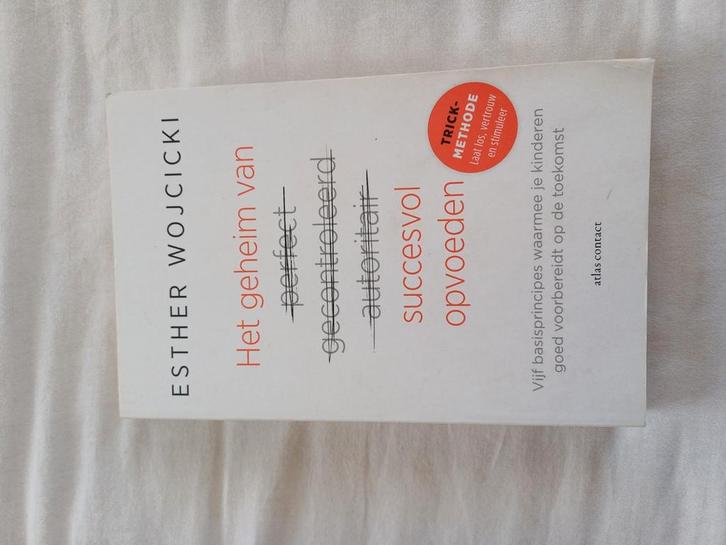 ESTHER WOJCICKI
Het geheim van
perfect
gecontroleerd
autoritair
succesvol
opvoeden
TRICK-
METHODE
Laat los, vertrouw
en stimuleer
Vijf basisprincipes waarmee je kinderen
goed voorbereidt op de toekomst
atlas contact